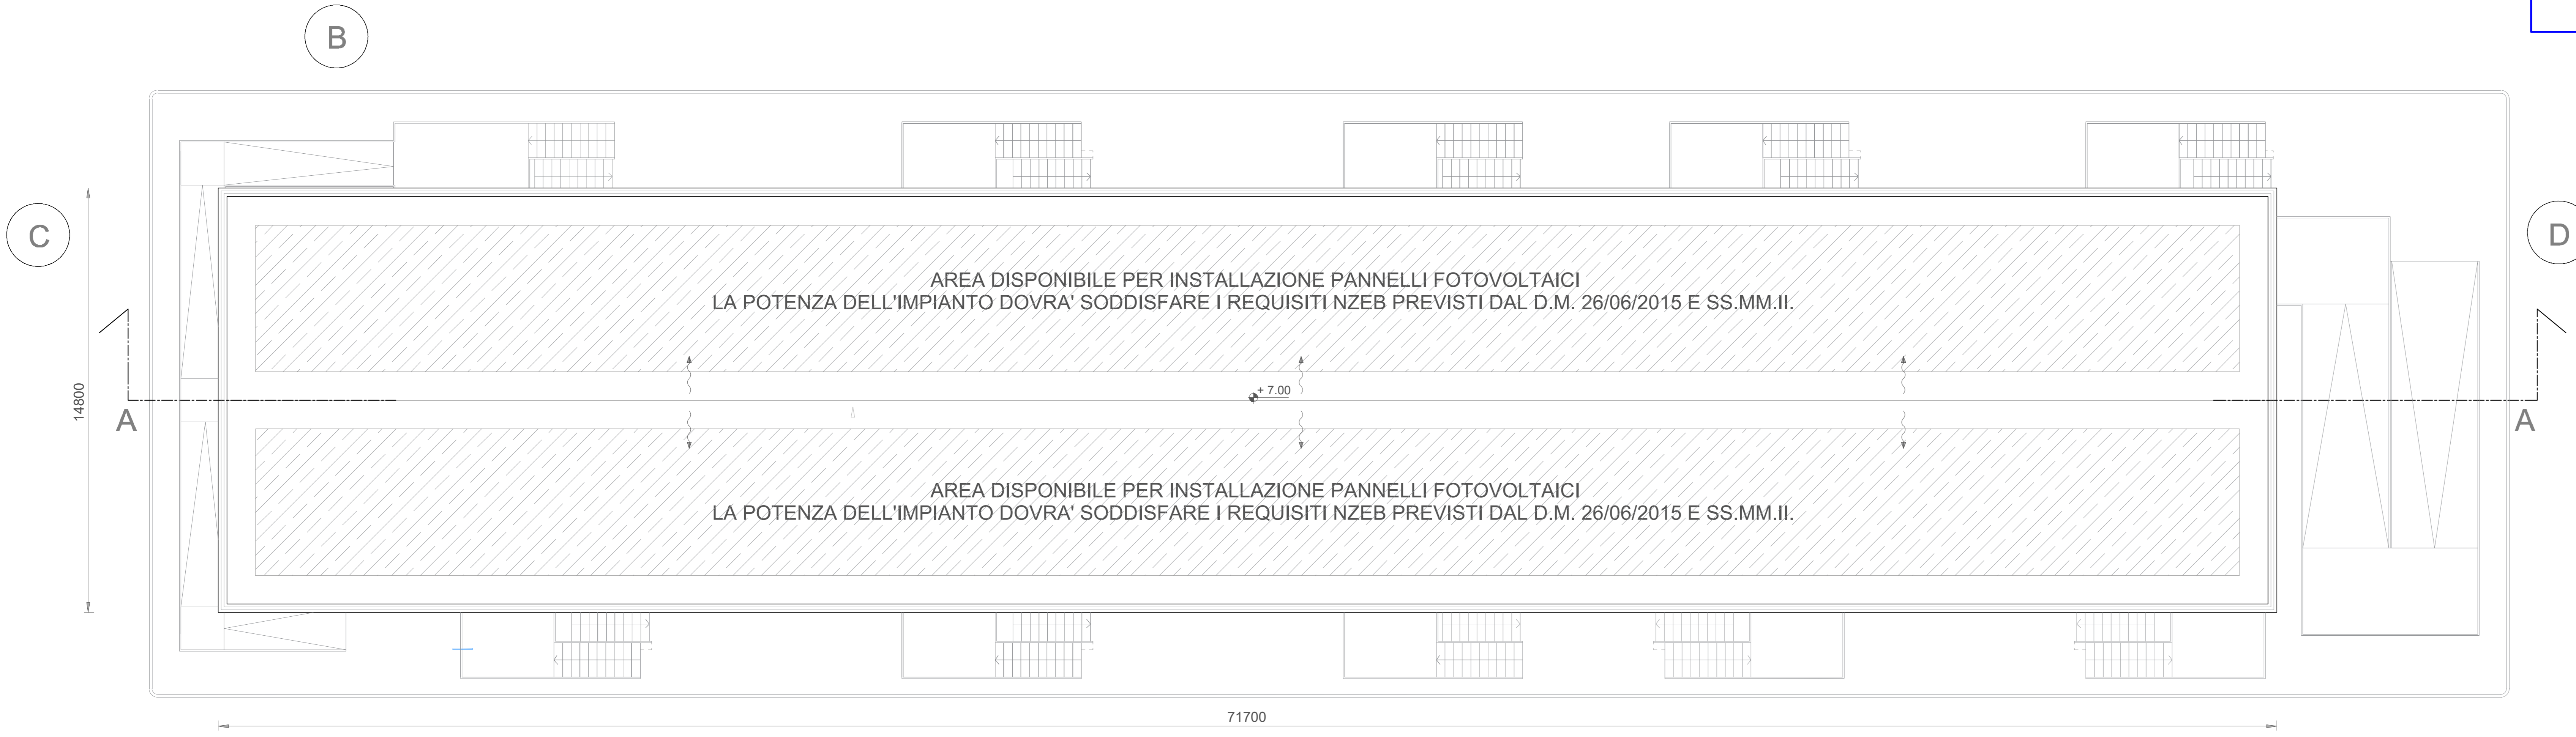 B
C
D
AREA DISPONIBILE PER INSTALLAZIONE PANNELLI FOTOVOLTAICI
LA POTENZA DELL'IMPIANTO DOVRA' SODDISFARE I REQUISITI NZEB PREVISTI DAL D.M. 26/06/2015 E SS.MM.II.
+ 7.00
14800
A
A
AREA DISPONIBILE PER INSTALLAZIONE PANNELLI FOTOVOLTAICI
LA POTENZA DELL'IMPIANTO DOVRA' SODDISFARE I REQUISITI NZEB PREVISTI DAL D.M. 26/06/2015 E SS.MM.II.
71700